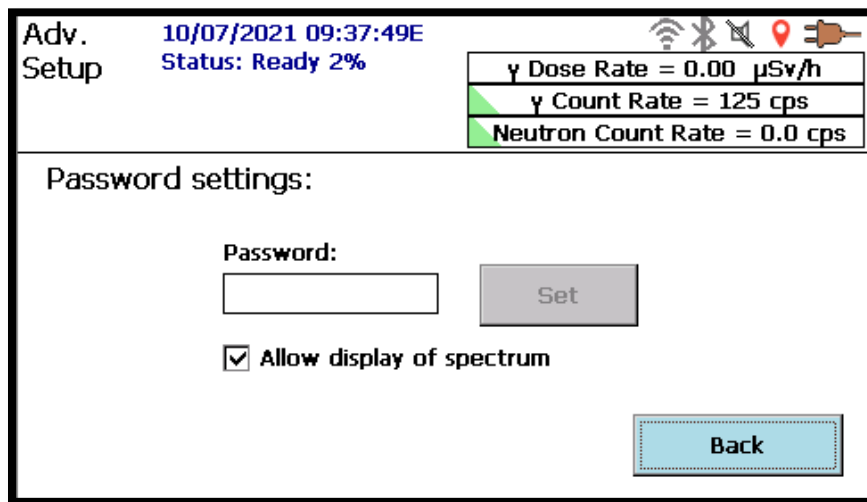 Adv.
Setup
10/07/2021 09:37:49E
Status: Ready 2%
γ Dose Rate = 0.00 µSv/h
γ Count Rate = 125 cps
Neutron Count Rate = 0.0 cps
Password settings:
Password:
Set
Allow display of spectrum
Back